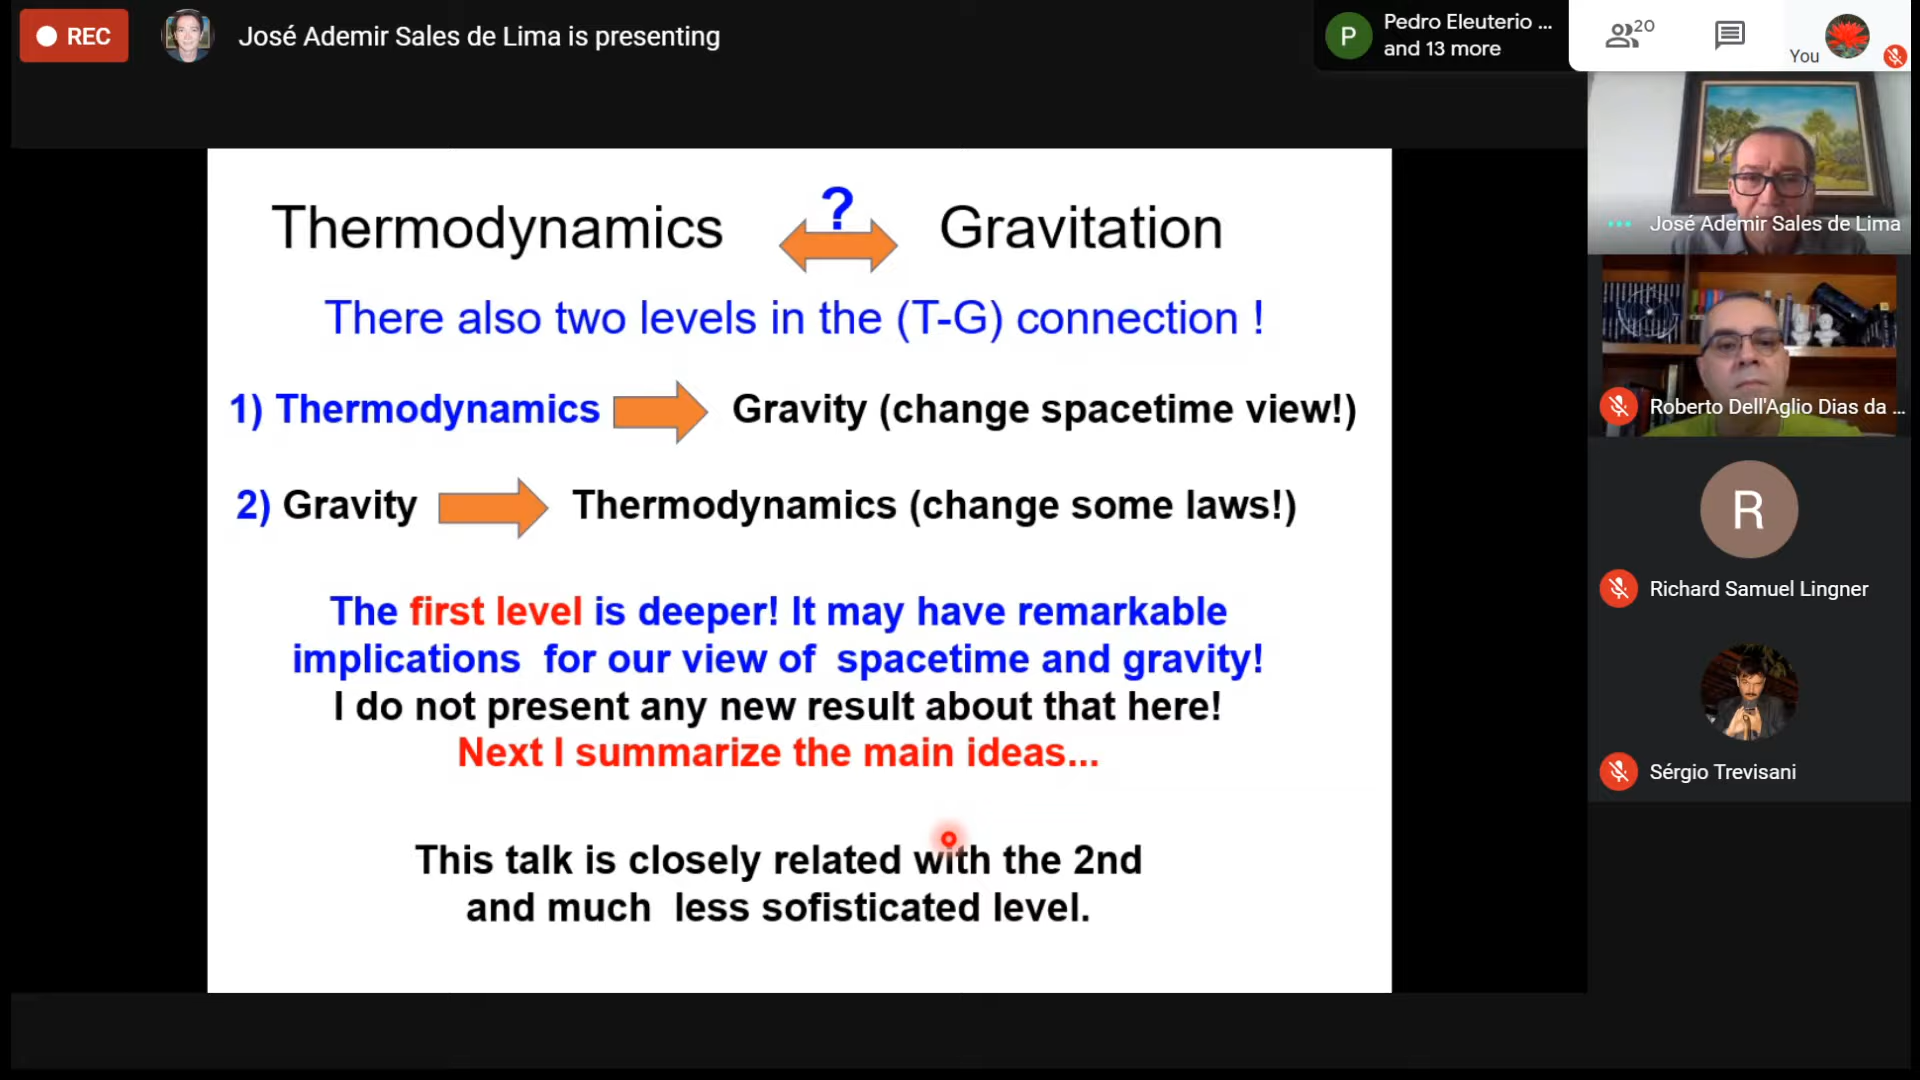 REC
José Ademir Sales de Lima is presenting
P
Pedro Eleuterio ...
and 13 more
20
You
Thermodynamics ? Gravitation
There also two levels in the (T-G) connection !
1) Thermodynamics Gravity (change spacetime view!)
2) Gravity Thermodynamics (change some laws!)
The first level is deeper! It may have remarkable
implications for our view of spacetime and gravity!
I do not present any new result about that here!
Next I summarize the main ideas...
This talk is closely related with the 2nd
and much less sofisticated level.
José Ademir Sales de Lima
Roberto Dell'Aglio Dias da ...
R
Richard Samuel Lingner
Sérgio Trevisani